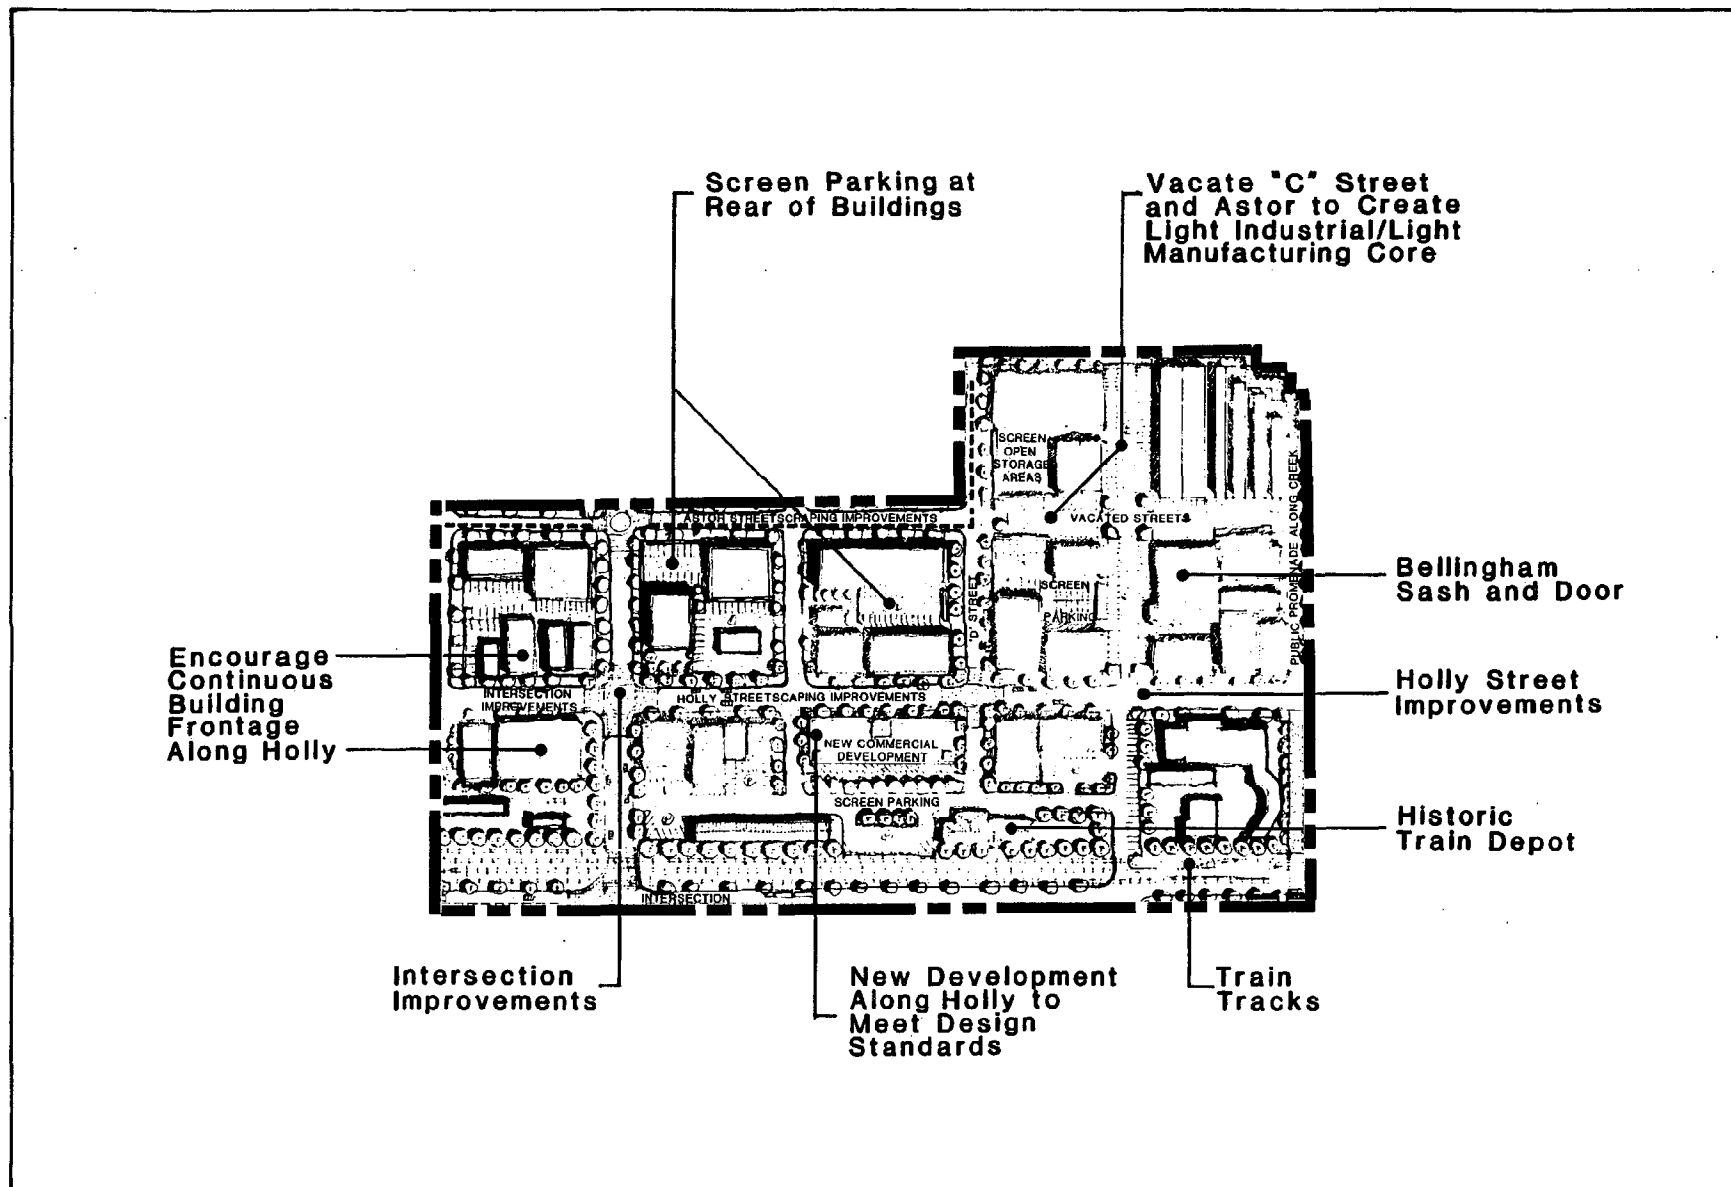 Screen Parking at
Rear of Buildings
Vacate "C" Street
and Astor to Create
Light Industrial/Light
Manufacturing Core
SCREEN
OPEN
STORAGE
AREAS
PUBLIC PROMENADE ALONG CREEK
ASTOR STREETSCRAPING IMPROVEMENTS
VACATED STREETS
"D" STREET
SCREEN
PARKING
Bellingham
Sash and Door
Encourage
Continuous
Building
Frontage
Along Holly
INTERSECTION
IMPROVEMENTS
HOLLY STREETSCAPING IMPROVEMENTS
Holly Street
Improvements
NEW COMMERCIAL
DEVELOPMENT
SCREEN PARKING
Historic
Train Depot
INTERSECTION
Intersection
Improvements
New Development
Along Holly to
Meet Design
Standards
Train
Tracks